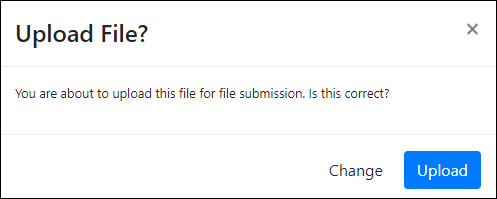 Upload File?
×
You are about to upload this file for file submission. Is this correct?
Change
Upload